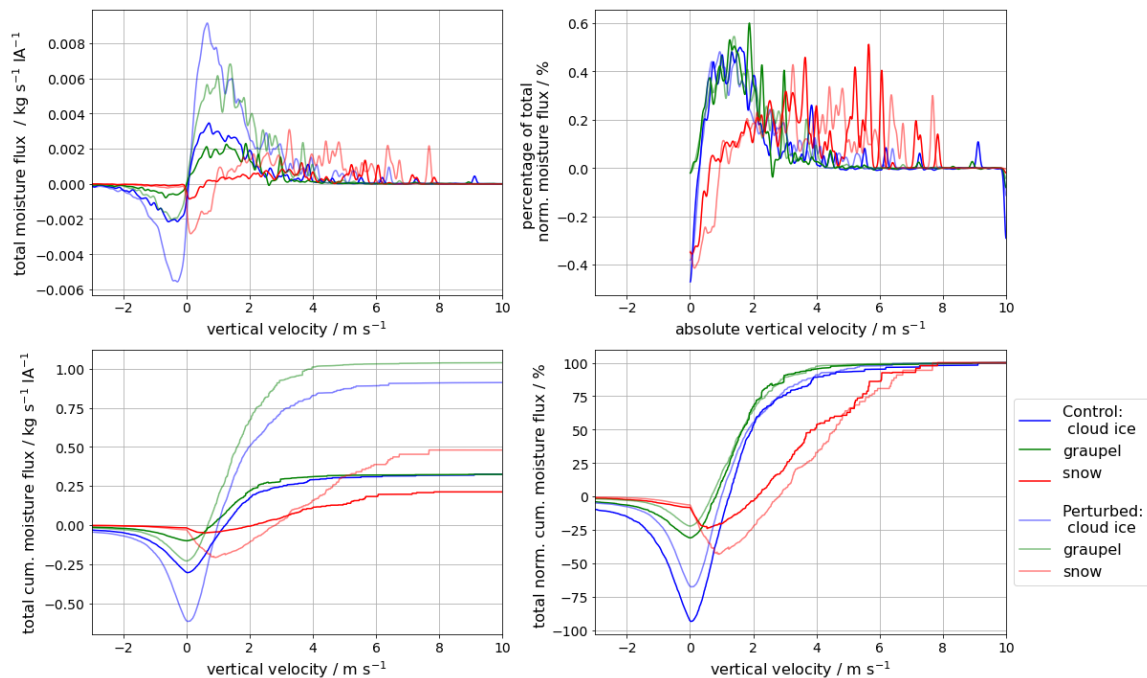 total moisture flux / kg s⁻¹ IA⁻¹
0.008
0.006
0.004
0.002
0.000
−0.002
−0.004
−0.006
−2 0 2 4 6 8 10
vertical velocity / m s⁻¹
percentage of total
norm. moisture flux / %
0.6
0.4
0.2
0.0
−0.2
−0.4
−2 0 2 4 6 8 10
absolute vertical velocity / m s⁻¹
total cum. moisture flux / kg s⁻¹ IA⁻¹
1.00
0.75
0.50
0.25
0.00
−0.25
−0.50
−2 0 2 4 6 8 10
vertical velocity / m s⁻¹
total norm. cum. moisture flux / %
100
75
50
25
0
−25
−50
−75
−100
−2 0 2 4 6 8 10
vertical velocity / m s⁻¹
Control:
cloud ice
graupel
snow
Perturbed:
cloud ice
graupel
snow